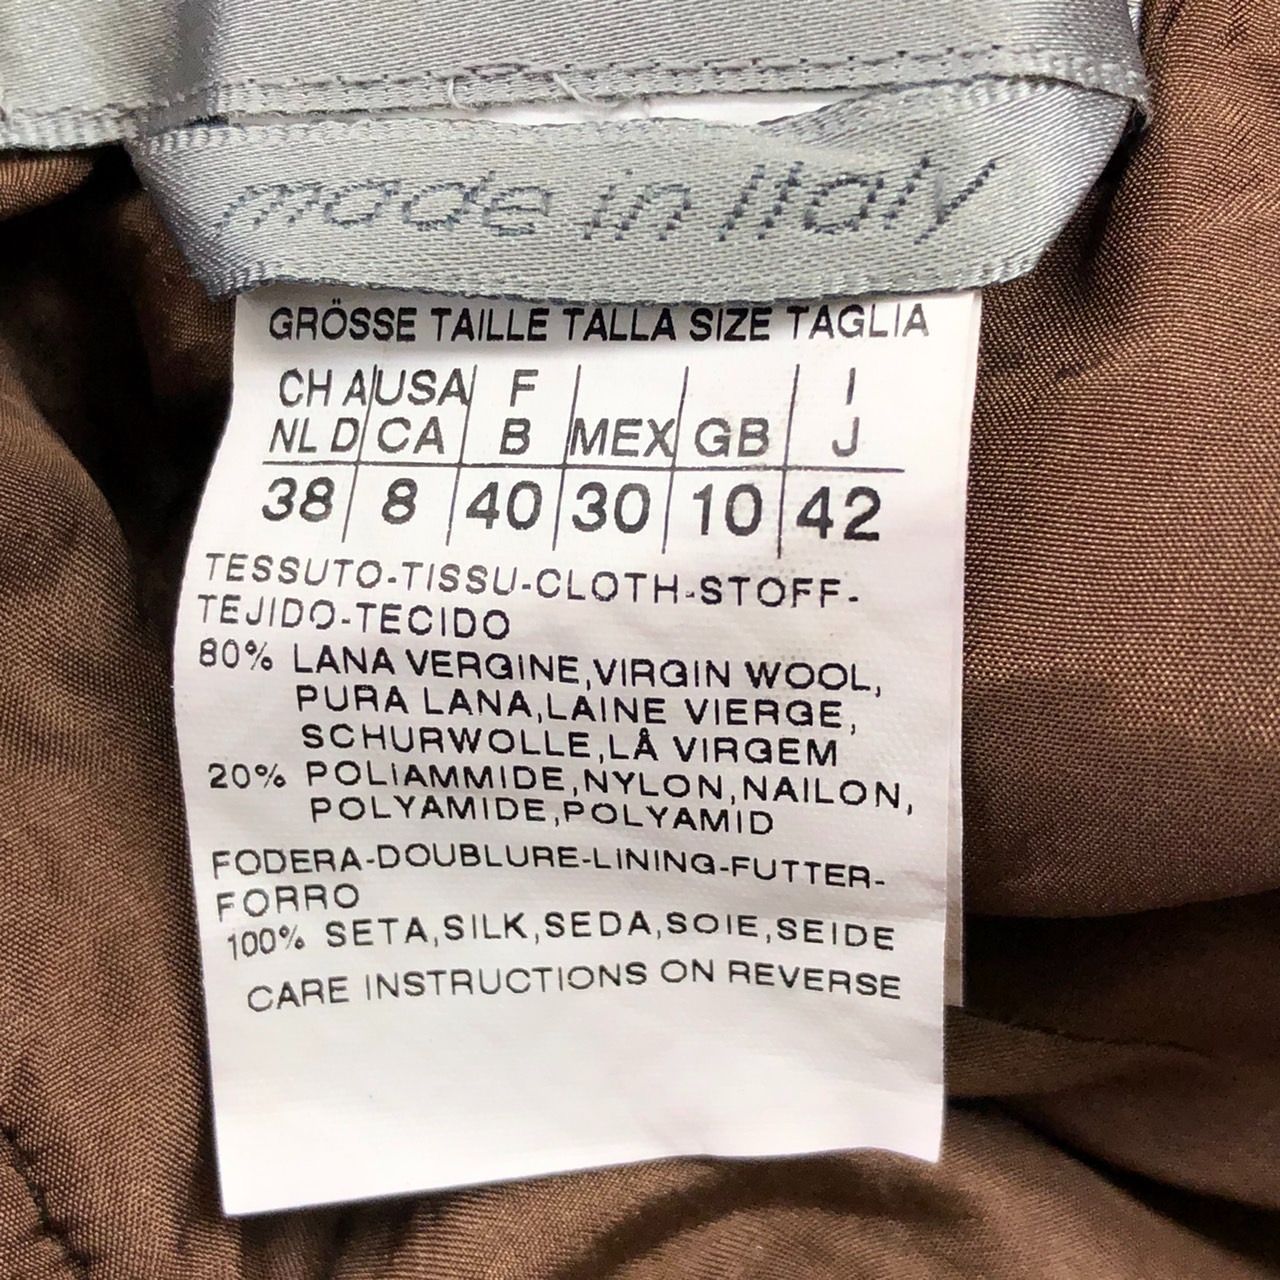 made in Italy
GRÖSSE TAILLE TALLA SIZE TAGLIA
CH A USA F I
NL D CA B MEX GB J
38 8 40 30 10 42
TESSUTO-TISSU-CLOTH-STOFF-
TEJIDO-TECIDO
80% LANA VERGINE,VIRGIN WOOL,
PURA LANA,LAINE VIERGE,
SCHURWOLLE,LÅ VIRGEM
20% POLIAMMIDE,NYLON,NAILON,
POLYAMIDE,POLYAMID
FODERA-DOUBLURE-LINING-FUTTER-
FORRO
100% SETA,SILK,SEDA,SOIE,SEIDE
CARE INSTRUCTIONS ON REVERSE